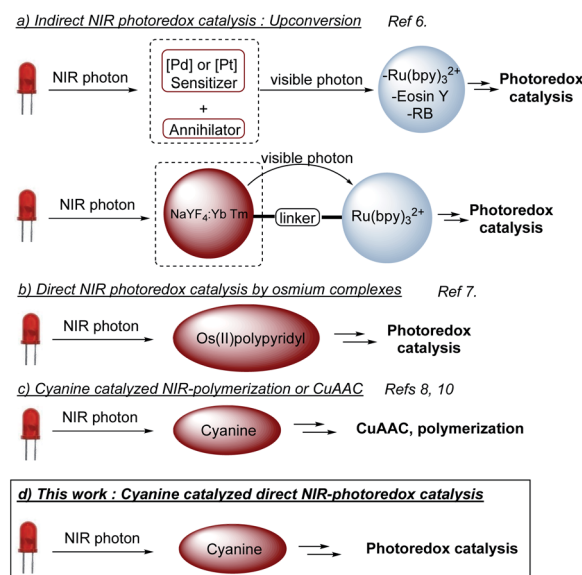 a) Indirect NIR photoredox catalysis : Upconversion Ref 6.
NIR photon
[Pd] or [Pt]
Sensitizer
+
Annihilator
visible photon
-Ru(bpy)₃²⁺
-Eosin Y
-RB
Photoredox
catalysis
visible photon
NIR photon
NaYF₄:Yb Tm
linker
Ru(bpy)₃²⁺
Photoredox
catalysis
b) Direct NIR photoredox catalysis by osmium complexes Ref 7.
NIR photon
Os(II)polypyridyl
Photoredox
catalysis
c) Cyanine catalyzed NIR-polymerization or CuAAC Refs 8, 10
NIR photon
Cyanine
CuAAC, polymerization
d) This work : Cyanine catalyzed direct NIR-photoredox catalysis
NIR photon
Cyanine
Photoredox catalysis